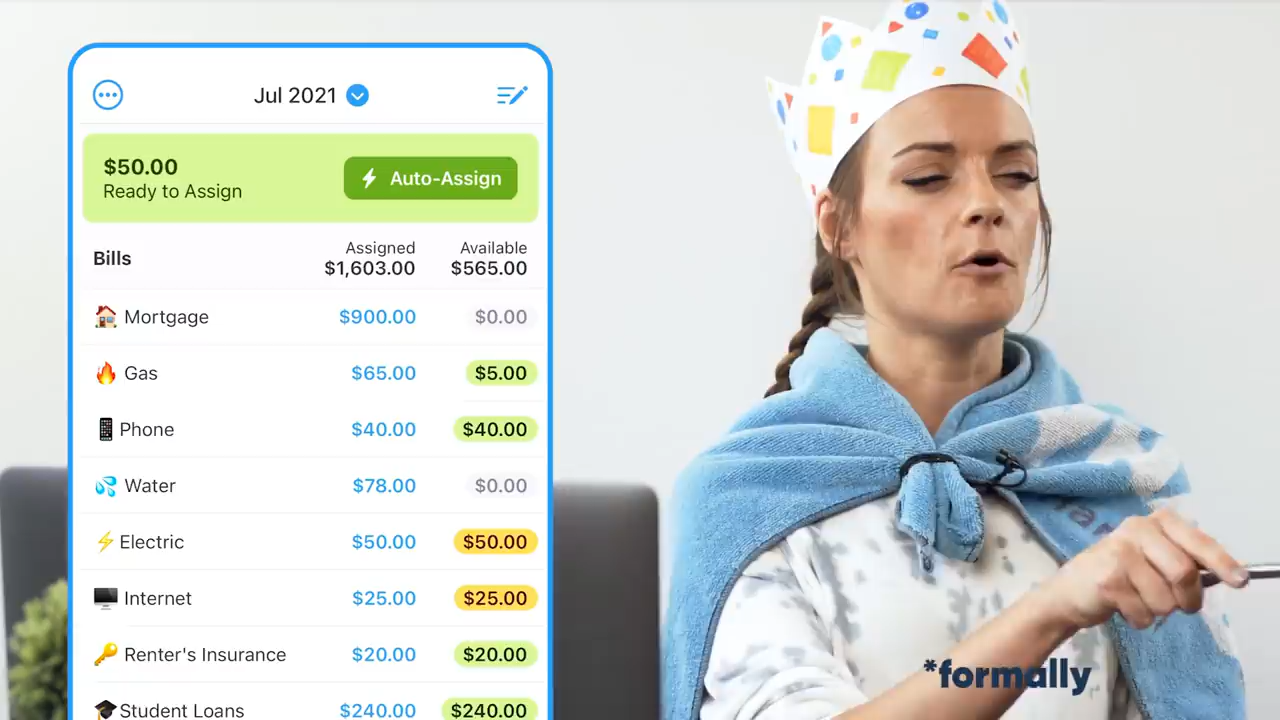 Jul 2021
$50.00
Ready to Assign
Auto-Assign
Bills
Assigned
$1,603.00
Available
$565.00
🏠 Mortgage $900.00 $0.00
🔥 Gas $65.00 $5.00
📱 Phone $40.00 $40.00
💦 Water $78.00 $0.00
⚡ Electric $50.00 $50.00
🖥️ Internet $25.00 $25.00
🔑 Renter's Insurance $20.00 $20.00
🎓 Student Loans $240.00 $240.00
*formally